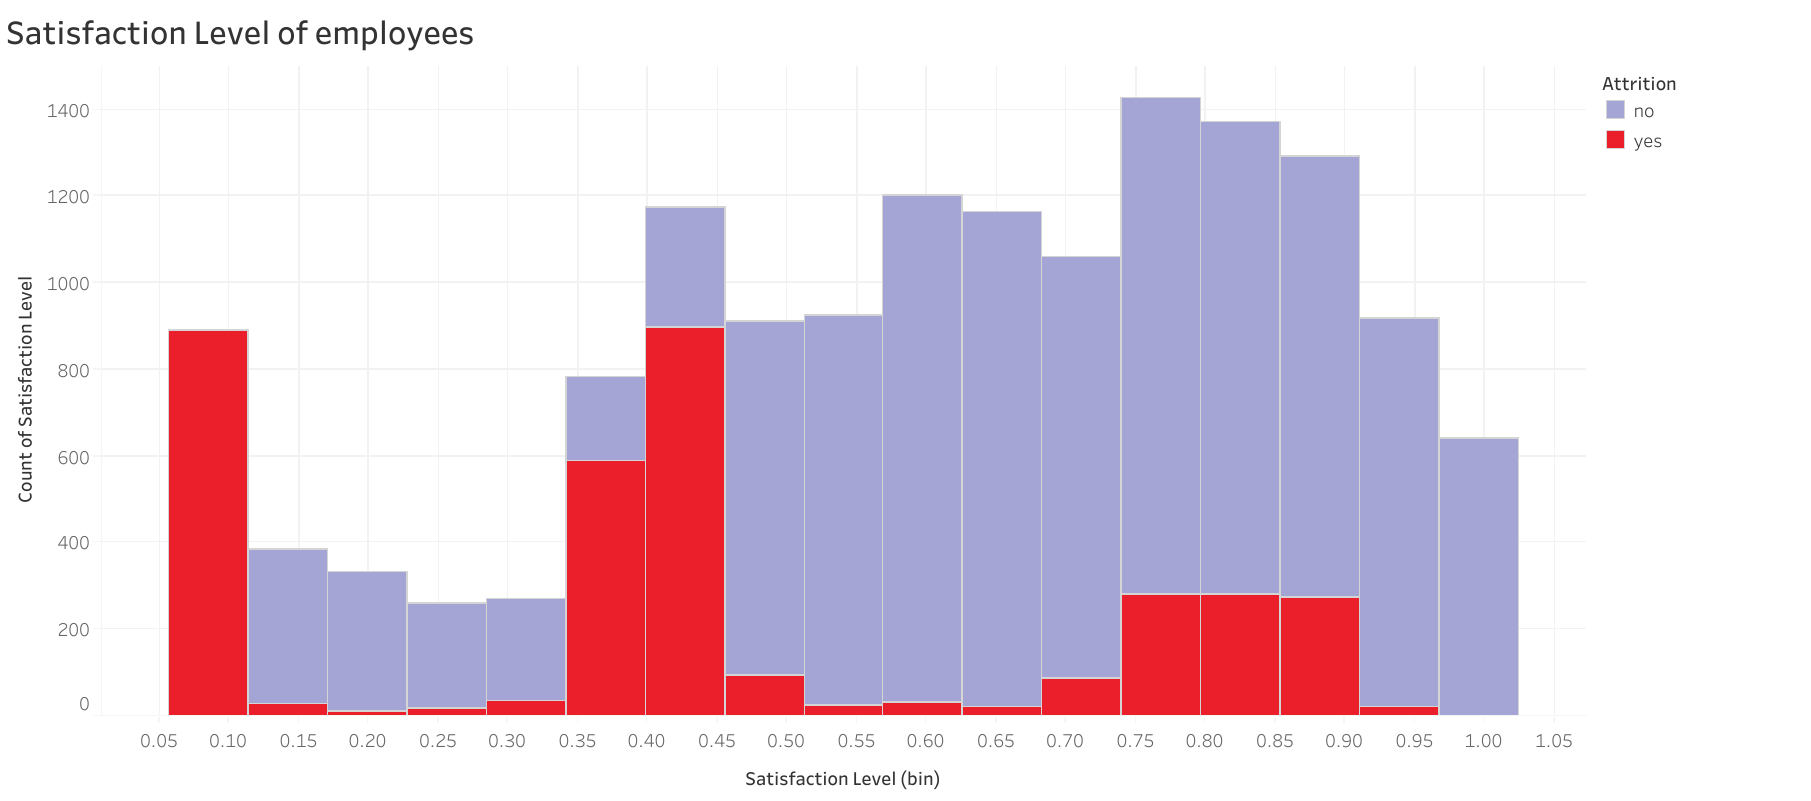 Satisfaction Level of employees
Attrition
no
yes
Count of Satisfaction Level
1400
1200
1000
800
600
400
200
0
0.05 0.10 0.15 0.20 0.25 0.30 0.35 0.40 0.45 0.50 0.55 0.60 0.65 0.70 0.75 0.80 0.85 0.90 0.95 1.00 1.05
Satisfaction Level (bin)